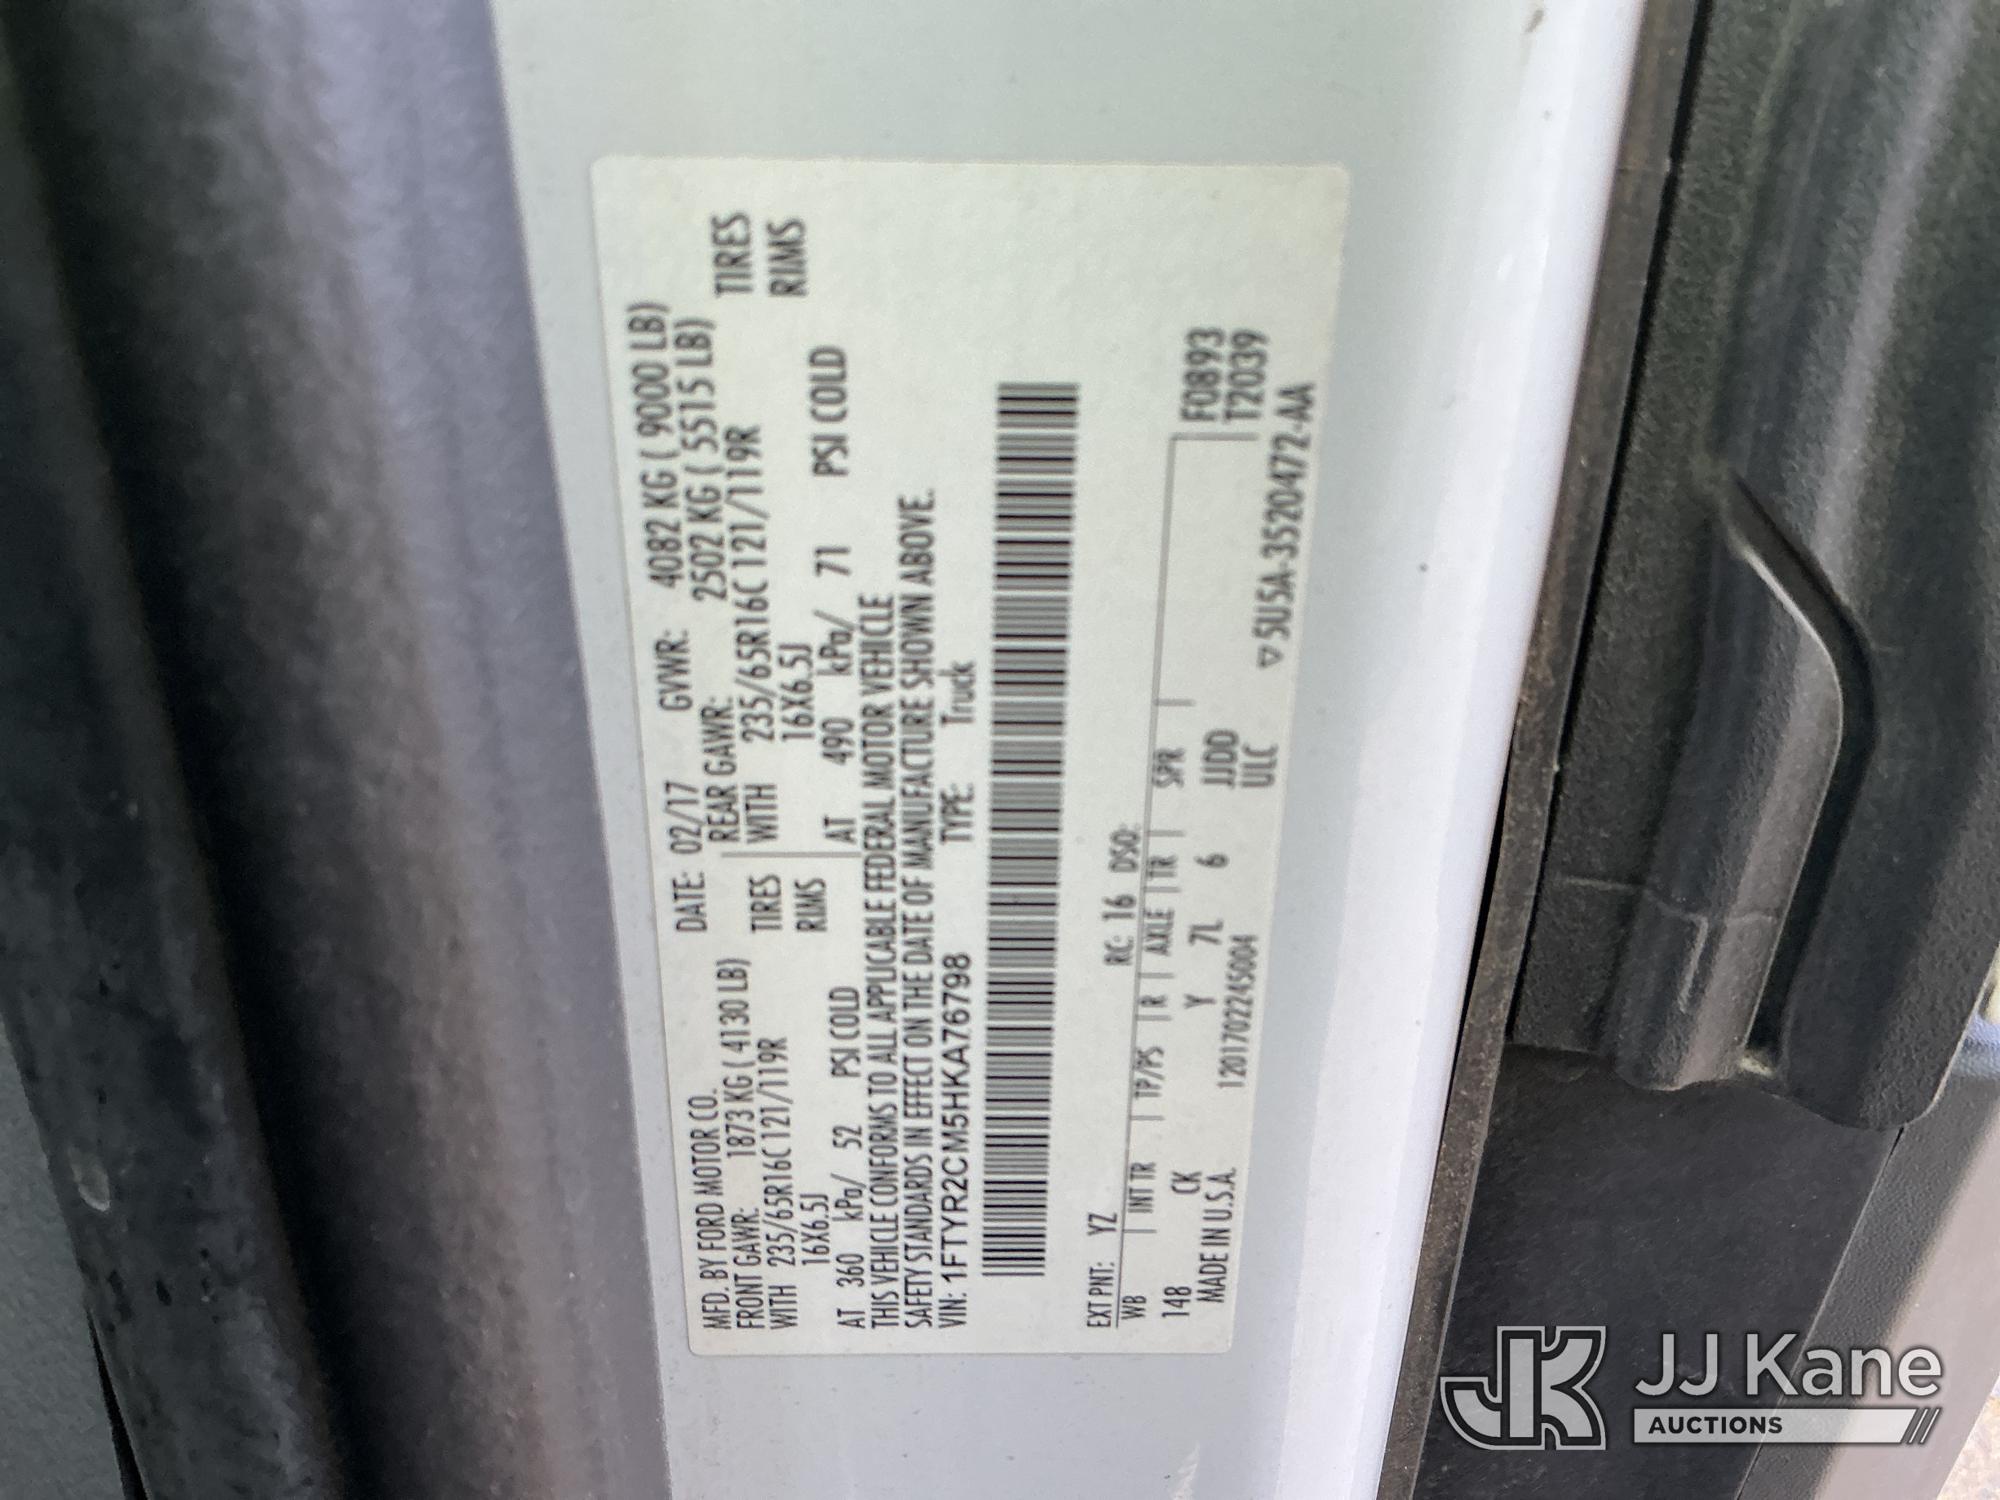 MFD. BY FORD MOTOR CO. DATE: 02/17 GVWR: 4082 KG ( 9000 LB)
FRONT GAWR: 1873 KG ( 4130 LB) REAR GAWR: 2502 KG ( 5515 LB)
WITH 235/65R16C 121/119R TIRES WITH 235/65R16C 121/119R TIRES
16X6.5J RIMS 16X6.5J RIMS
AT 360 kPa/ 52 PSI COLD AT 490 kPa/ 71 PSI COLD
THIS VEHICLE CONFORMS TO ALL APPLICABLE FEDERAL MOTOR VEHICLE
SAFETY STANDARDS IN EFFECT ON THE DATE OF MANUFACTURE SHOWN ABOVE.
VIN: 1FTYR2CM5HKA76798 TYPE: Truck
EXT PNT: YZ RC: 16 DSO:
WB INT TR TP/PS R AXLE TR SPR F08893
148 CK Y 7L 6 JJDD T2039
MADE IN U.S.A. 120170224500​4 ULC ▽5U5A-3520472-AA
JK JJ Kane
AUCTIONS